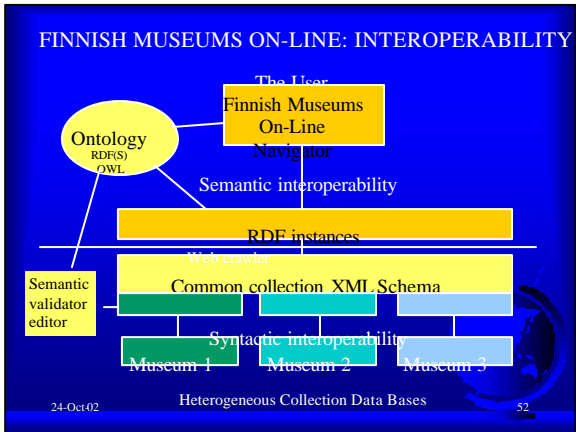 FINNISH MUSEUMS ON-LINE: INTEROPERABILITY
The User
Finnish Museums
On-Line
Navigator
Ontology
RDF(S)
OWL
Semantic interoperability
RDF instances
Web crawler
Common collection XML Schema
Semantic
validator
editor
Syntactic interoperability
Museum 1 Museum 2 Museum 3
24-Oct-02 Heterogeneous Collection Data Bases 52